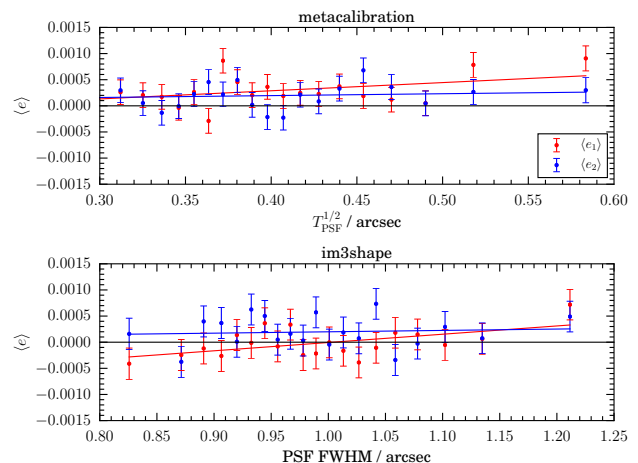 metacalibration
0.0015
0.0010
0.0005
0.0000
−0.0005
−0.0010
−0.0015
⟨e⟩
⟨e₁⟩
⟨e₂⟩
0.30 0.35 0.40 0.45 0.50 0.55 0.60
T_PSF^1/2 / arcsec
im3shape
0.0015
0.0010
0.0005
0.0000
−0.0005
−0.0010
−0.0015
⟨e⟩
0.80 0.85 0.90 0.95 1.00 1.05 1.10 1.15 1.20 1.25
PSF FWHM / arcsec